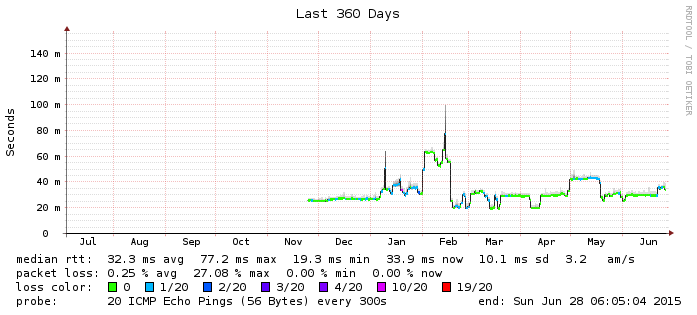 Last 360 Days
RRDTOOL / TOBI OETIKER
Seconds
140 m
120 m
100 m
80 m
60 m
40 m
20 m
0
Jul Aug Sep Oct Nov Dec Jan Feb Mar Apr May Jun
median rtt: 32.3 ms avg 77.2 ms max 19.3 ms min 33.9 ms now 10.1 ms sd 3.2 am/s
packet loss: 0.25 % avg 27.08 % max 0.00 % min 0.00 % now
loss color: 0 1/20 2/20 3/20 4/20 10/20 19/20
probe: 20 ICMP Echo Pings (56 Bytes) every 300s end: Sun Jun 28 06:05:04 2015